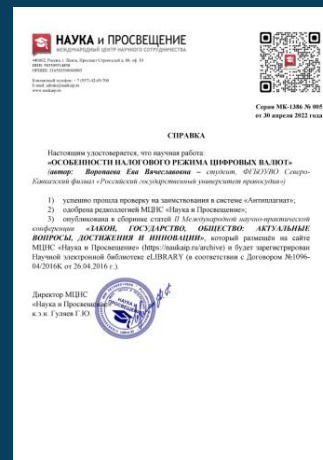 НАУКА И ПРОСВЕЩЕНИЕ
МЕЖДУНАРОДНЫЙ ЦЕНТР НАУЧНОГО СОТРУДНИЧЕСТВА
Серия МК-1386 № 005
от 30 апреля 2022 года
СПРАВКА
Настоящим удостоверяется, что научная работа:
«ОСОБЕННОСТИ НАЛОГОВОГО РЕЖИМА ЦИФРОВЫХ ВАЛЮТ»
(автор: Воропаева Ева Вячеславовна – студент, ФГБОУВО Северо-
Кавказский филиал «Российский государственный университет правосудия»)
1) успешно прошла проверку на заимствования в системе «Антиплагиат»;
2) одобрена редколлегией МЦНС «Наука и Просвещение»;
3) опубликована в сборнике статей II Международной научно-практической
конференции «ЗАКОН, ГОСУДАРСТВО, ОБЩЕСТВО: АКТУАЛЬНЫЕ
ВОПРОСЫ, ДОСТИЖЕНИЯ И ИННОВАЦИИ», который размещён на сайте
МЦНС «Наука и Просвещение» (https://naukaip.ru/archive) и будет зарегистрирован
Научной электронной библиотеке eLIBRARY (в соответствии с Договором №1096-
04/2016K от 26.04.2016 г.).
Директор МЦНС
«Наука и Просвещение»
к.э.н. Гуляев Г.Ю.